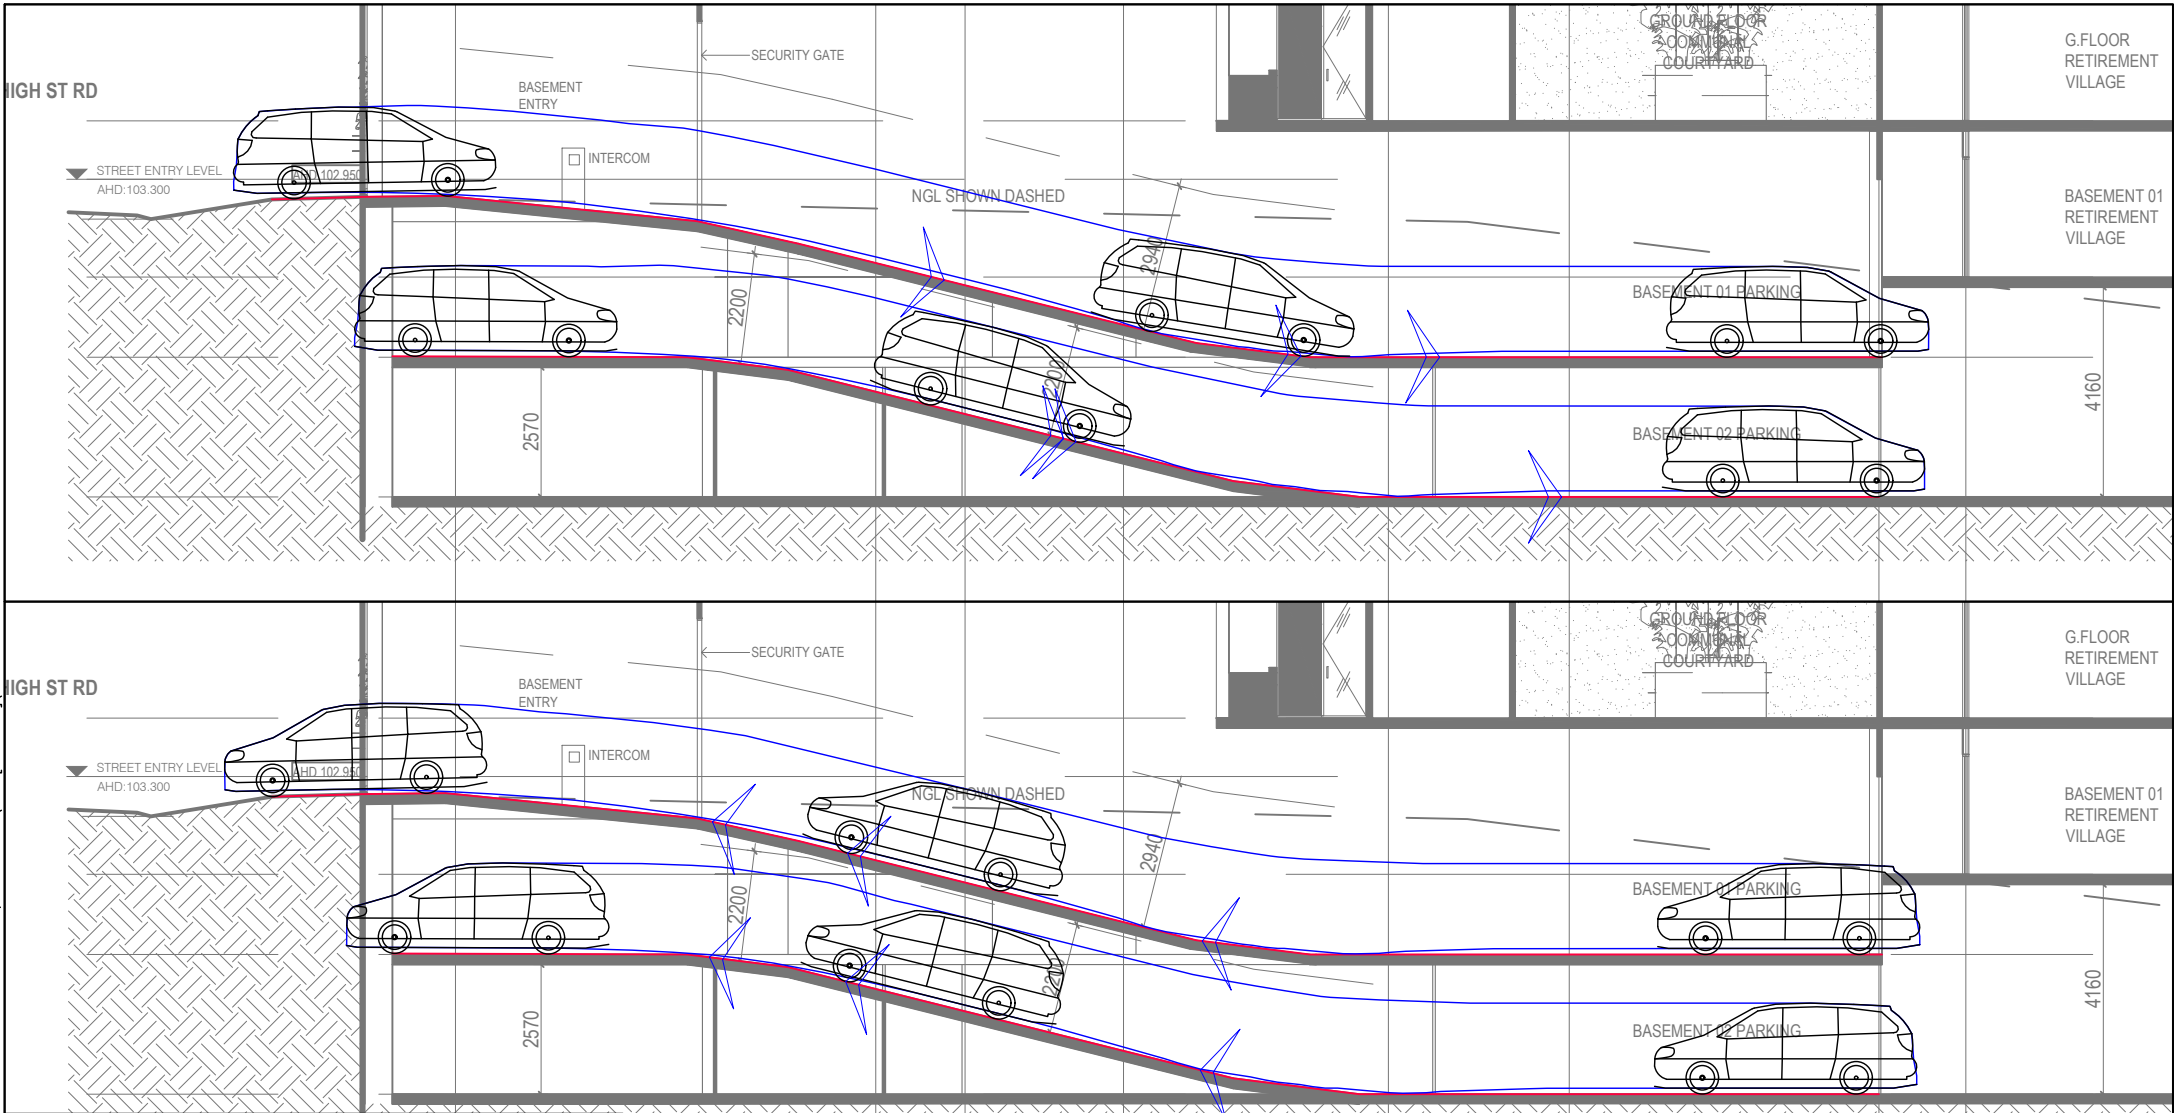 SECURITY GATE
GROUND FLOOR
COMMUNAL
COURTYARD
G.FLOOR
RETIREMENT
VILLAGE
HIGH ST RD
BASEMENT
ENTRY
STREET ENTRY LEVEL
AHD:103.300
AHD 102.950
INTERCOM
NGL SHOWN DASHED
BASEMENT 01
RETIREMENT
VILLAGE
2940
2200
BASEMENT 01 PARKING
2200
2570
BASEMENT 02 PARKING
4160
SECURITY GATE
GROUND FLOOR
COMMUNAL
COURTYARD
G.FLOOR
RETIREMENT
VILLAGE
HIGH ST RD
BASEMENT
ENTRY
STREET ENTRY LEVEL
AHD:103.300
AHD 102.950
INTERCOM
NGL SHOWN DASHED
BASEMENT 01
RETIREMENT
VILLAGE
2940
2200
BASEMENT 01 PARKING
2200
2570
BASEMENT 02 PARKING
4160